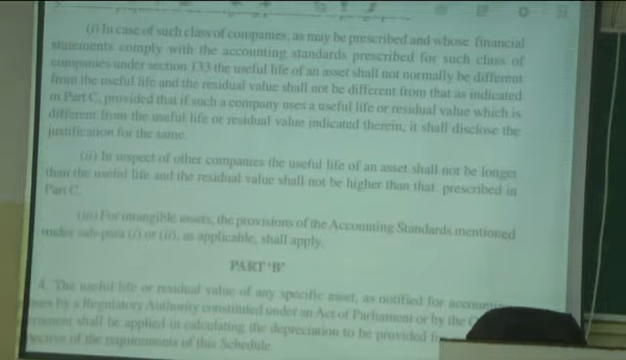 (i) In case of such class of companies, as may be prescribed and whose financial
statements comply with the accounting standards prescribed for such class of
companies under section 133 the useful life of an asset shall not normally be different
from the useful life and the residual value shall not be different from that as indicated
in Part C, provided that if such a company uses a useful life or residual value which is
different from the useful life or residual value indicated therein, it shall disclose the
justification for the same.
(ii) In respect of other companies the useful life of an asset shall not be longer
than the useful life and the residual value shall not be higher than that prescribed in
Part C.
(iii) For intangible assets, the provisions of the Accounting Standards mentioned
under sub-para (i) or (ii), as applicable, shall apply.
PART 'B'
4. The useful life or residual value of any specific asset, as notified for
by a Regulatory Authority constituted under an Act of Parliament or by the
shall be applied in calculating the depreciation to be provided
of the requirements of this Schedule.